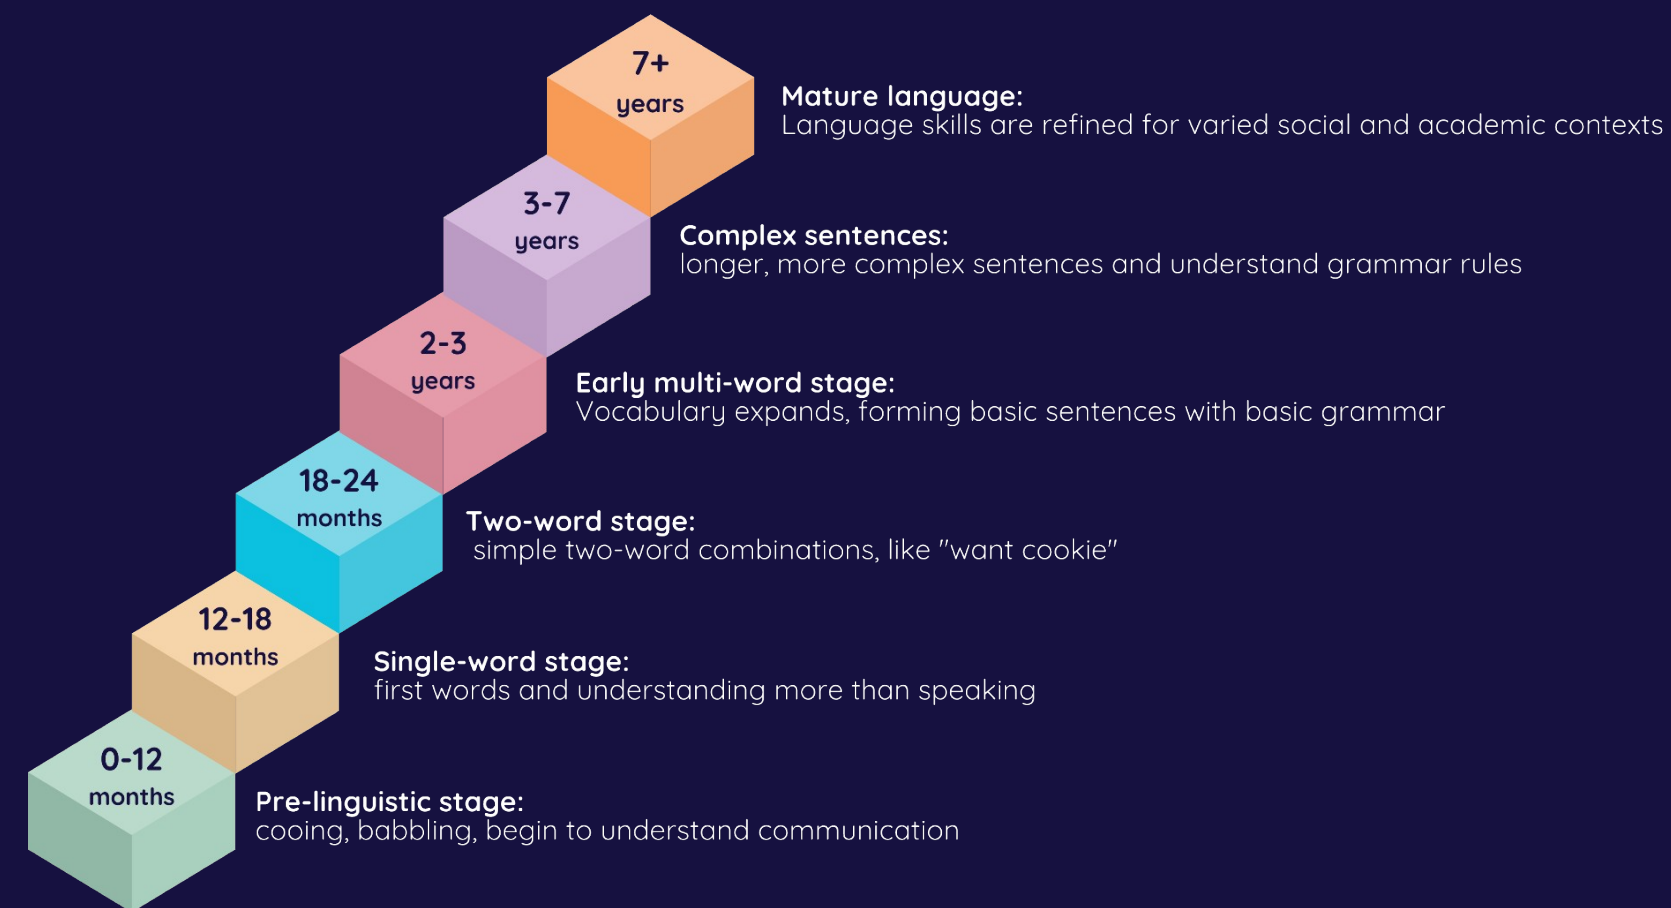 7+
years
Mature language:
Language skills are refined for varied social and academic contexts
3-7
years
Complex sentences:
longer, more complex sentences and understand grammar rules
2-3
years
Early multi-word stage:
Vocabulary expands, forming basic sentences with basic grammar
18-24
months
Two-word stage:
simple two-word combinations, like "want cookie"
12-18
months
Single-word stage:
first words and understanding more than speaking
0-12
months
Pre-linguistic stage:
cooing, babbling, begin to understand communication